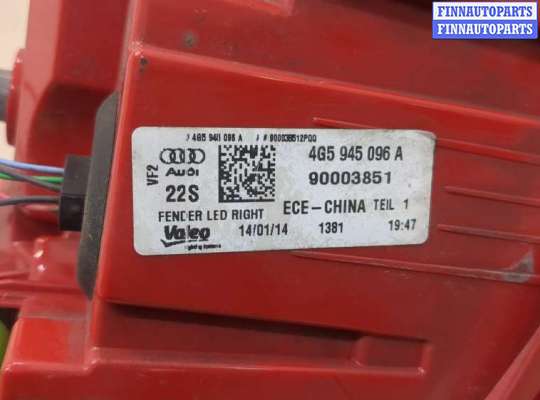 FINNAUTOPARTS
FINNAUTOPARTS
4G5 945 096 A
4G5 945 096 A
VF2
Audi
90003851
22S
FENDER LED RIGHT
ECE-CHINA TEIL 1
Valeo
14/01/14
1381
19:47